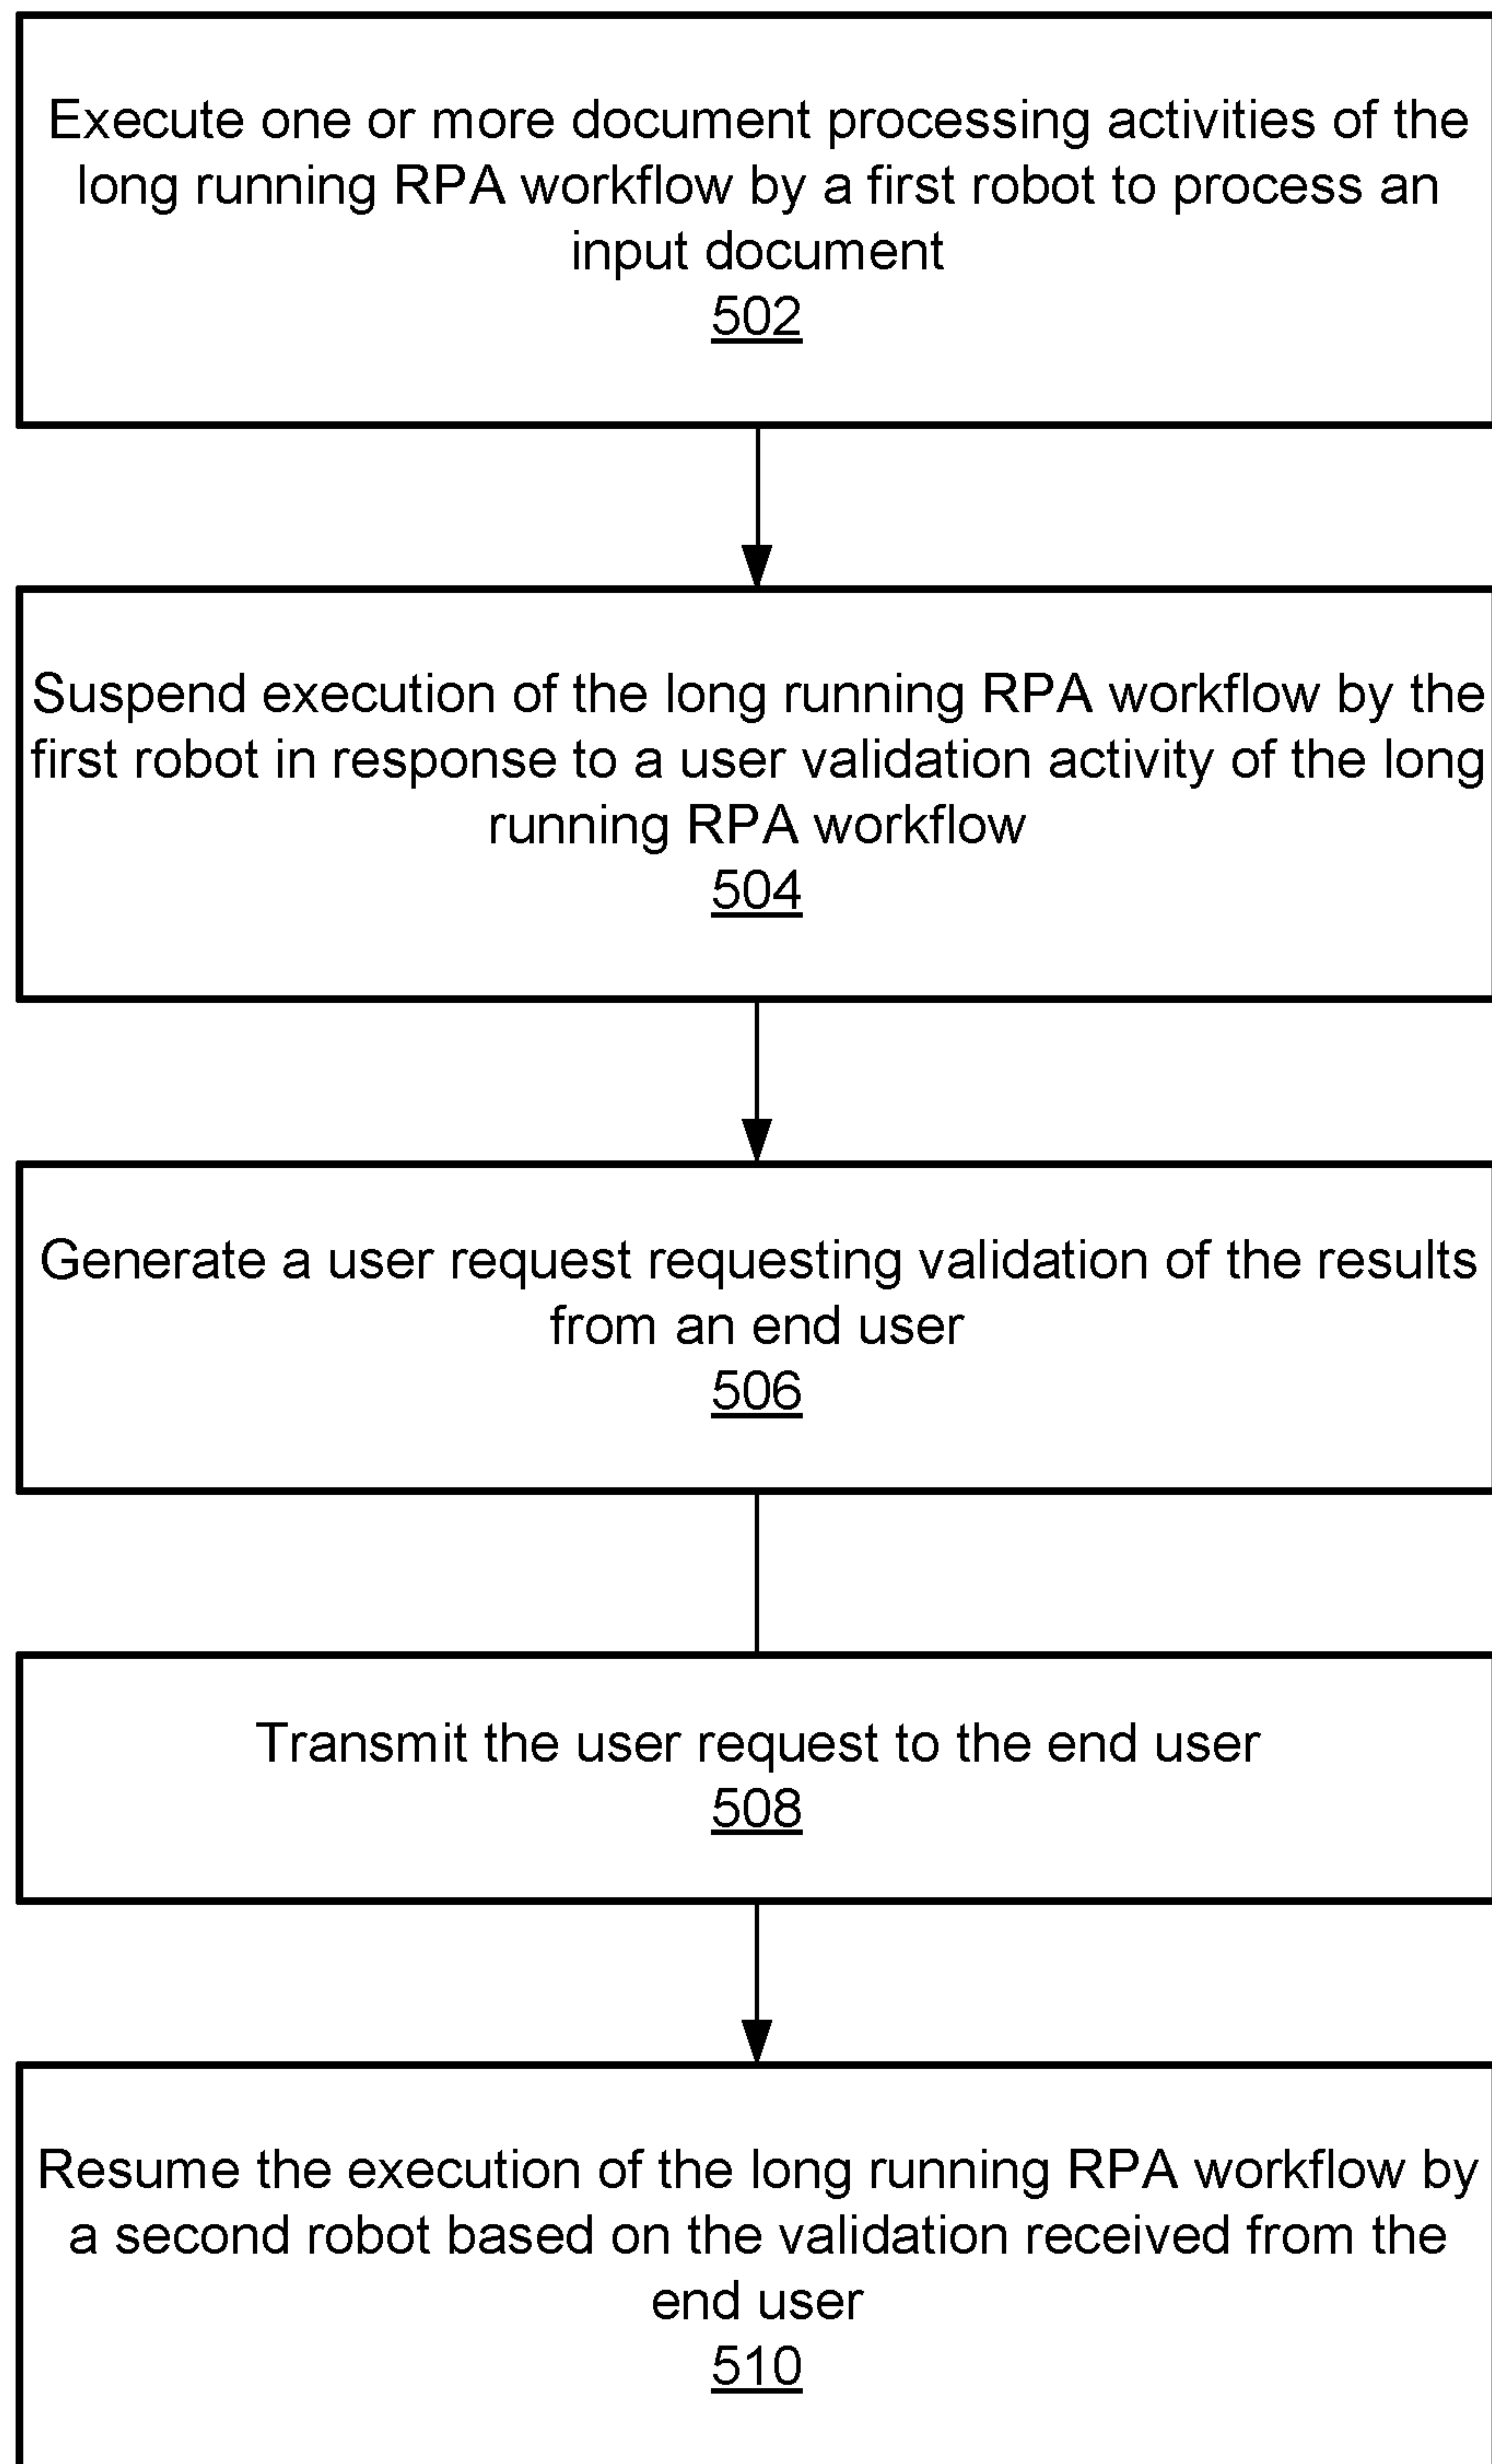 Execute one or more document processing activities of the
long running RPA workflow by a first robot to process an
input document
502
Suspend execution of the long running RPA workflow by the
first robot in response to a user validation activity of the long
running RPA workflow
504
Generate a user request requesting validation of the results
from an end user
506
Transmit the user request to the end user
508
Resume the execution of the long running RPA workflow by
a second robot based on the validation received from the
end user
510